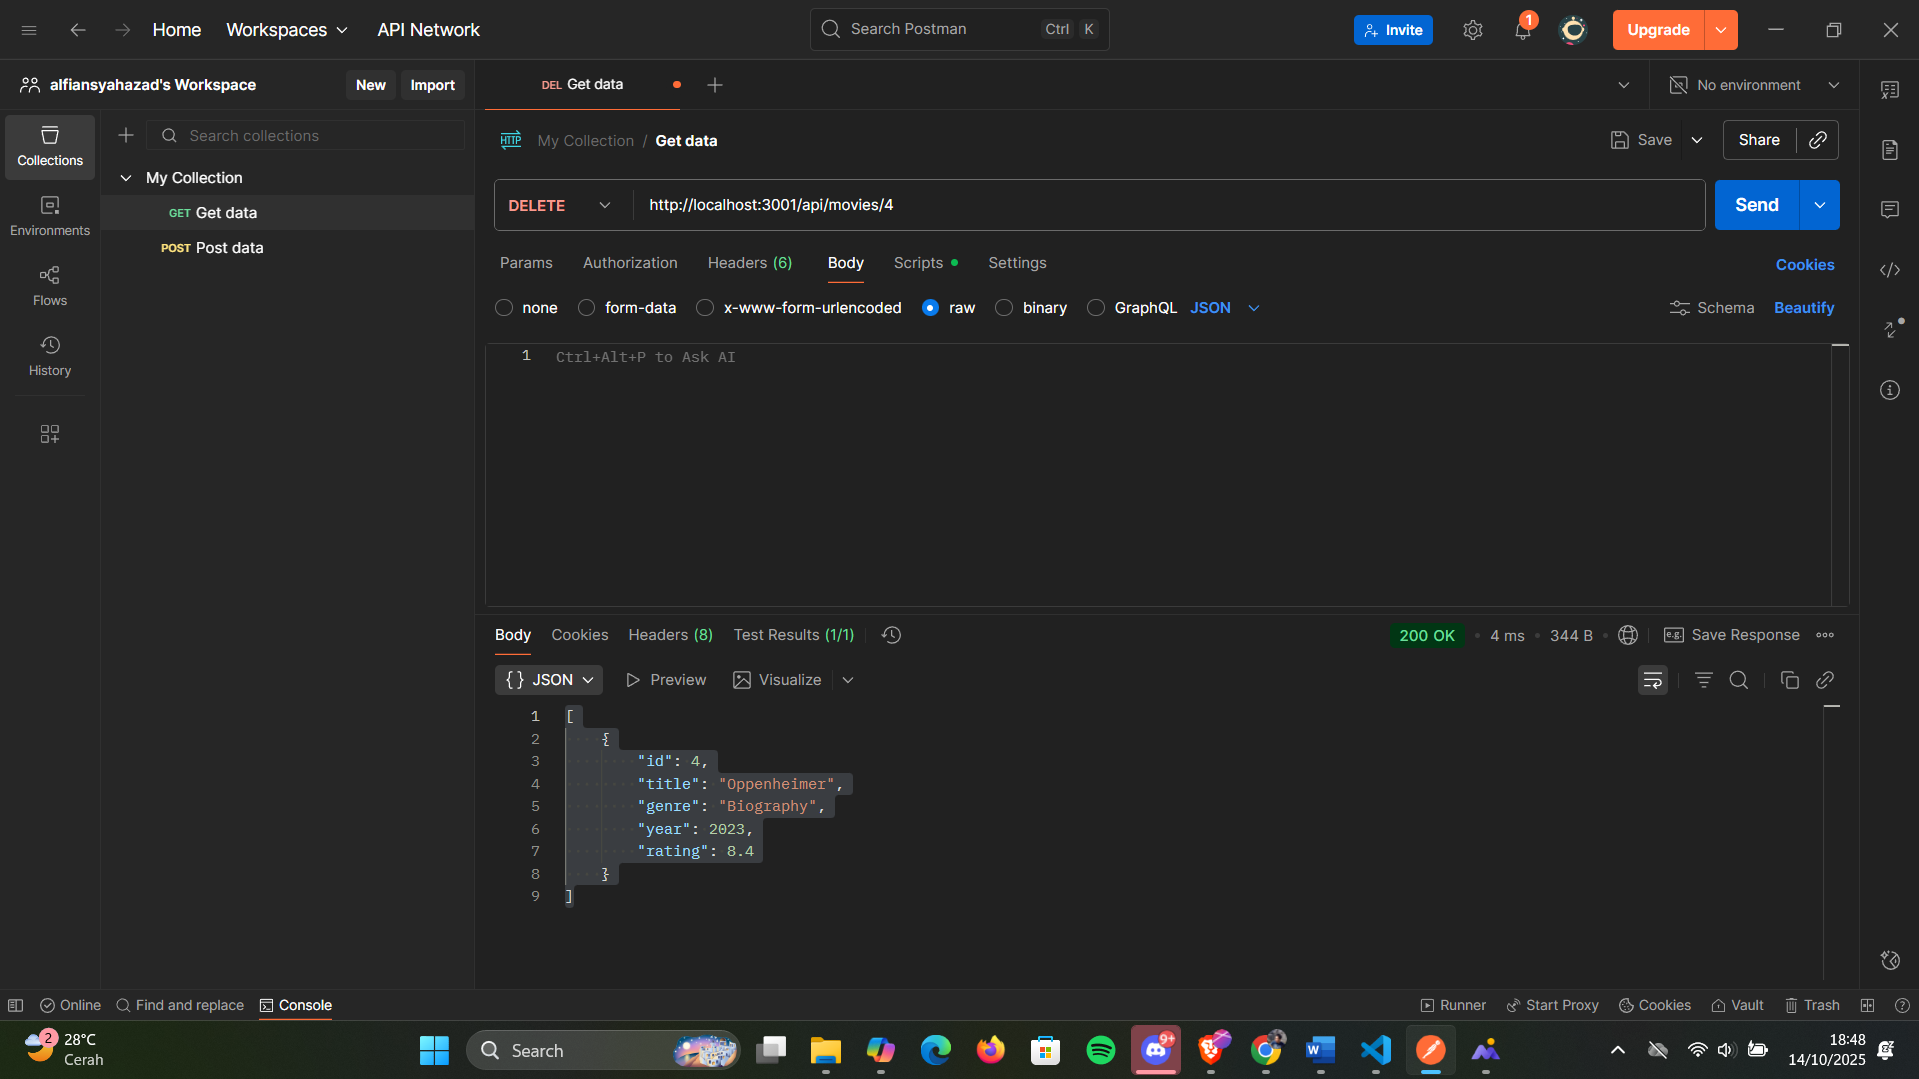 Home
Workspaces
API Network
Search Postman
Ctrl K
Invite
1
Upgrade
alfiansyahazad's Workspace
New
Import
DEL Get data
No environment
Collections
Search collections
HTTP My Collection / Get data
Save
Share
My Collection
GET Get data
POST Post data
DELETE
http://localhost:3001/api/movies/4
Send
Environments
Flows
History
Params
Authorization
Headers (6)
Body
Scripts
Settings
Cookies
none
form-data
x-www-form-urlencoded
raw
binary
GraphQL
JSON
Schema
Beautify
1 Ctrl+Alt+P to Ask AI
Body
Cookies
Headers (8)
Test Results (1/1)
200 OK
4 ms
344 B
e.g. Save Response
{} JSON
Preview
Visualize
1 [
2 {
3 "id": 4,
4 "title": "Oppenheimer",
5 "genre": "Biography",
6 "year": 2023,
7 "rating": 8.4
8 }
9 ]
Online
Find and replace
Console
Runner
Start Proxy
Cookies
Vault
Trash
2
28°C
Cerah
Search
9+
W
18:48
14/10/2025